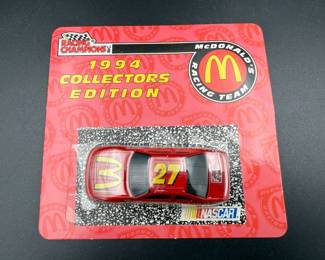 RACING
CHAMPIONS
1994
COLLECTORS
EDITION
McDONALD'S
RACING TEAM
27
NASCAR